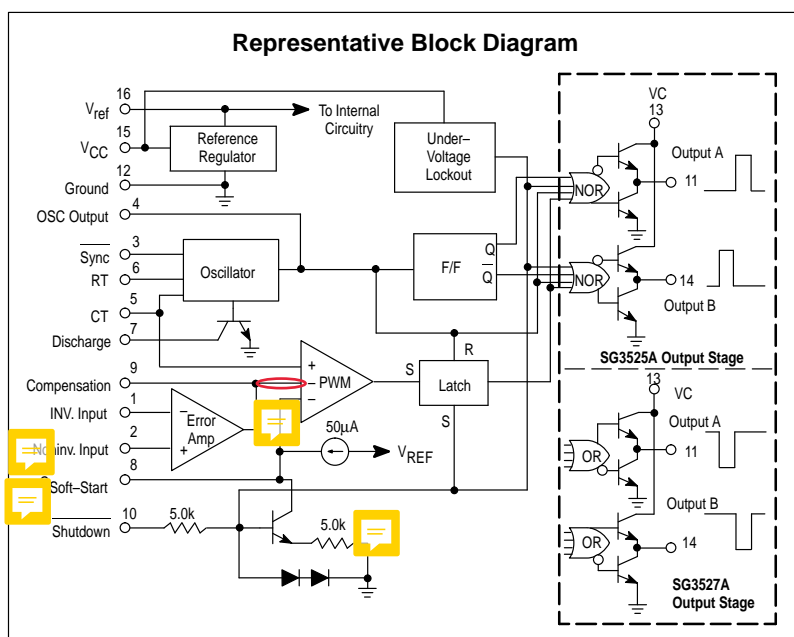 Representative Block Diagram
16
Vref
15
VCC
12
Ground
4
OSC Output
3
Sync
6
RT
5
CT
7
Discharge
9
Compensation
1
INV. Input
2
inv. Input
8
Soft–Start
10
Shutdown
Reference
Regulator
To Internal
Circuitry
Under–
Voltage
Lockout
Oscillator
F/F
Q
Q
+
–
–
PWM
S
R
Latch
S
–
Error
Amp
+
50µA
VREF
5.0k
5.0k
VC
13
Output A
NOR
11
NOR
14
Output B
SG3525A Output Stage
13
VC
Output A
OR
11
Output B
OR
14
SG3527A
Output Stage